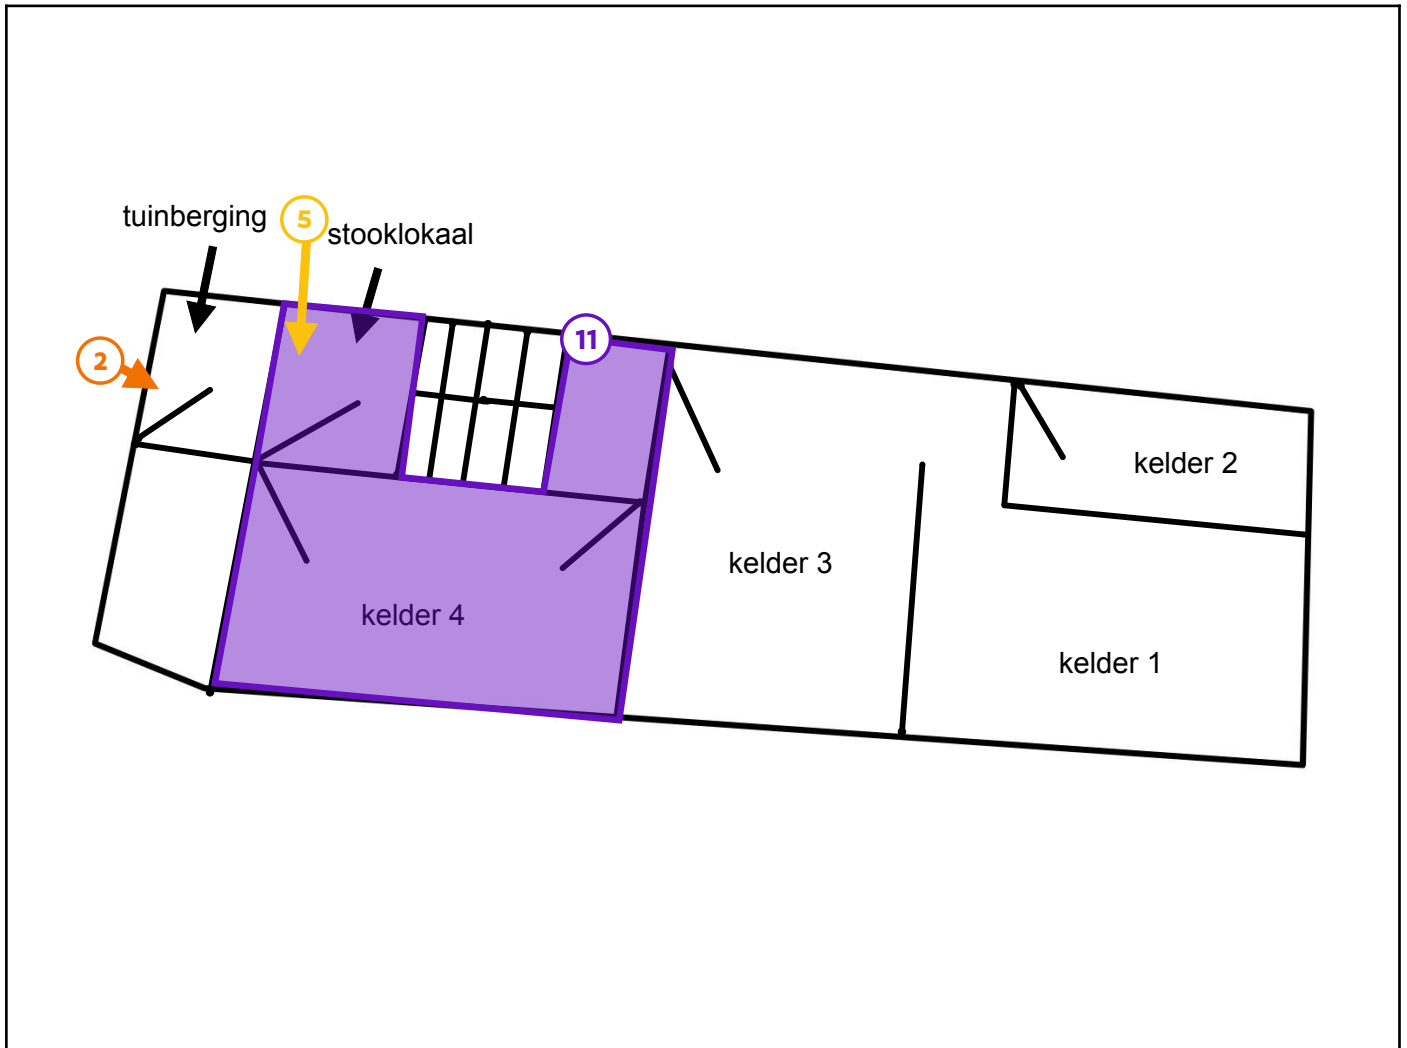 tuinberging
5
stooklokaal
2
11
kelder 2
kelder 3
kelder 4
kelder 1